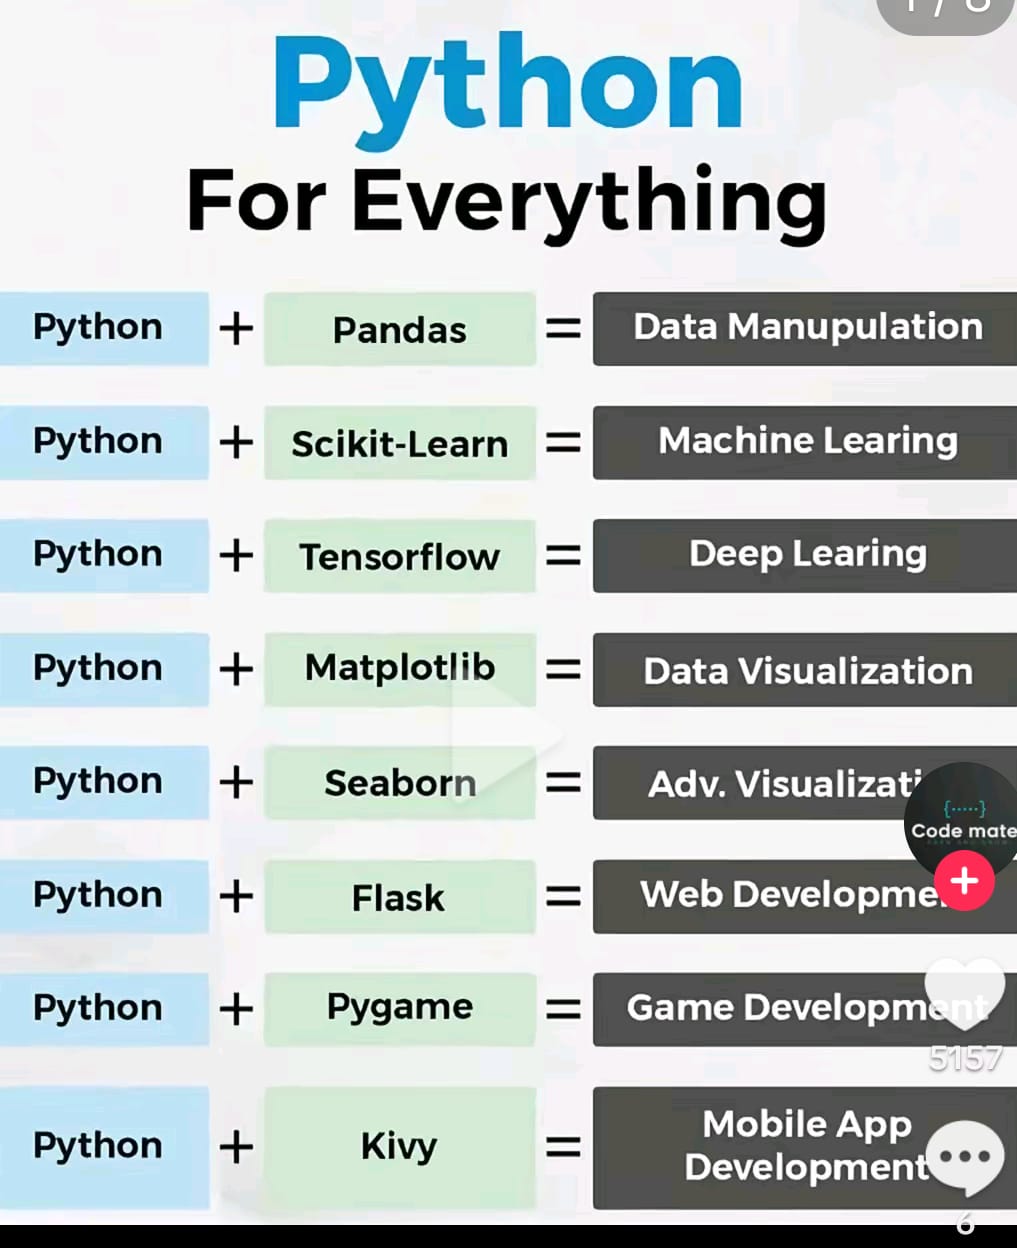 Python
For Everything
Python + Pandas = Data Manupulation
Python + Scikit-Learn = Machine Learing
Python + Tensorflow = Deep Learing
Python + Matplotlib = Data Visualization
Python + Seaborn = Adv. Visualizati
{.....}
Code mate
Python + Flask = Web Developme
Python + Pygame = Game Development
5157
Python + Kivy = Mobile App
Development
6